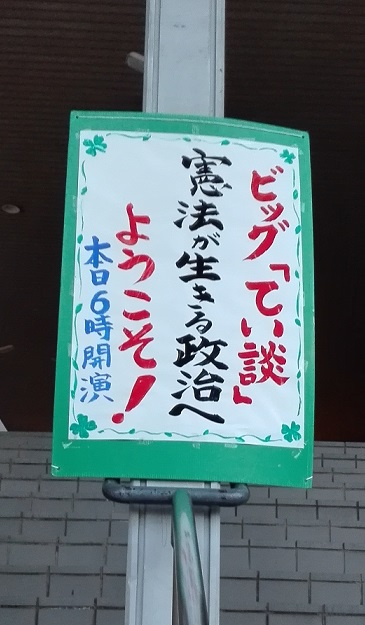 ビッグ「てい談」
憲法が生きる政治へ
ようこそ!
本日6時開演